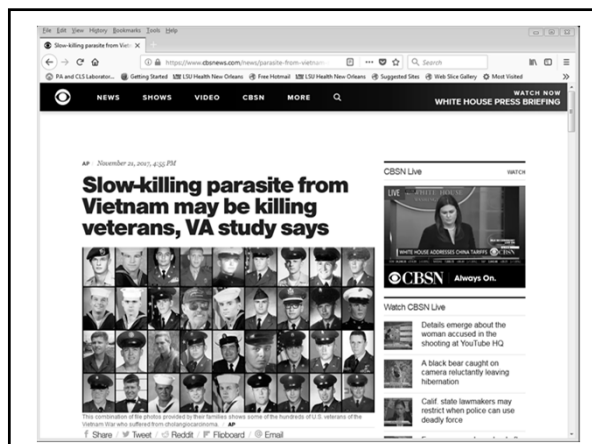 File Edit View History Bookmarks Tools Help
Slow-killing parasite from Vietn
https://www.cbsnews.com/news/parasite-from-vietnam-
Search
PA and CLS Laborator... Getting Started LSU Health New Orleans Free Hotmail LSU Health New Orleans Suggested Sites Web Slice Gallery Most Visited
NEWS SHOWS VIDEO CBSN MORE
WATCH NOW
WHITE HOUSE PRESS BRIEFING
AP November 21, 2017, 4:55 PM
Slow-killing parasite from
Vietnam may be killing
veterans, VA study says
This combination of file photos provided by their families shows some of the hundreds of U.S. veterans of the
Vietnam War who suffered from cholangiocarcinoma. / AP
Share / Tweet / Reddit / Flipboard / Email
CBSN Live WATCH
LIVE
WHITE HOUSE ADDRESSES CHINA TARIFFS CBSN
CBSN Always On.
Watch CBSN Live
Details emerge about the
woman accused in the
shooting at YouTube HQ
A black bear caught on
camera reluctantly leaving
hibernation
Calif. state lawmakers may
restrict when police can use
deadly force